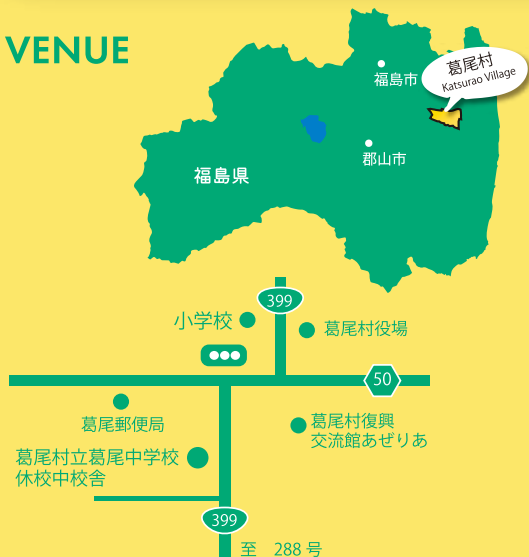 VENUE
福島市
葛尾村
Katsurao Village
郡山市
福島県
399
小学校
葛尾村役場
50
葛尾郵便局
葛尾村復興
交流館あぜりあ
葛尾村立葛尾中学校
休校中校舎
399
至 288 号